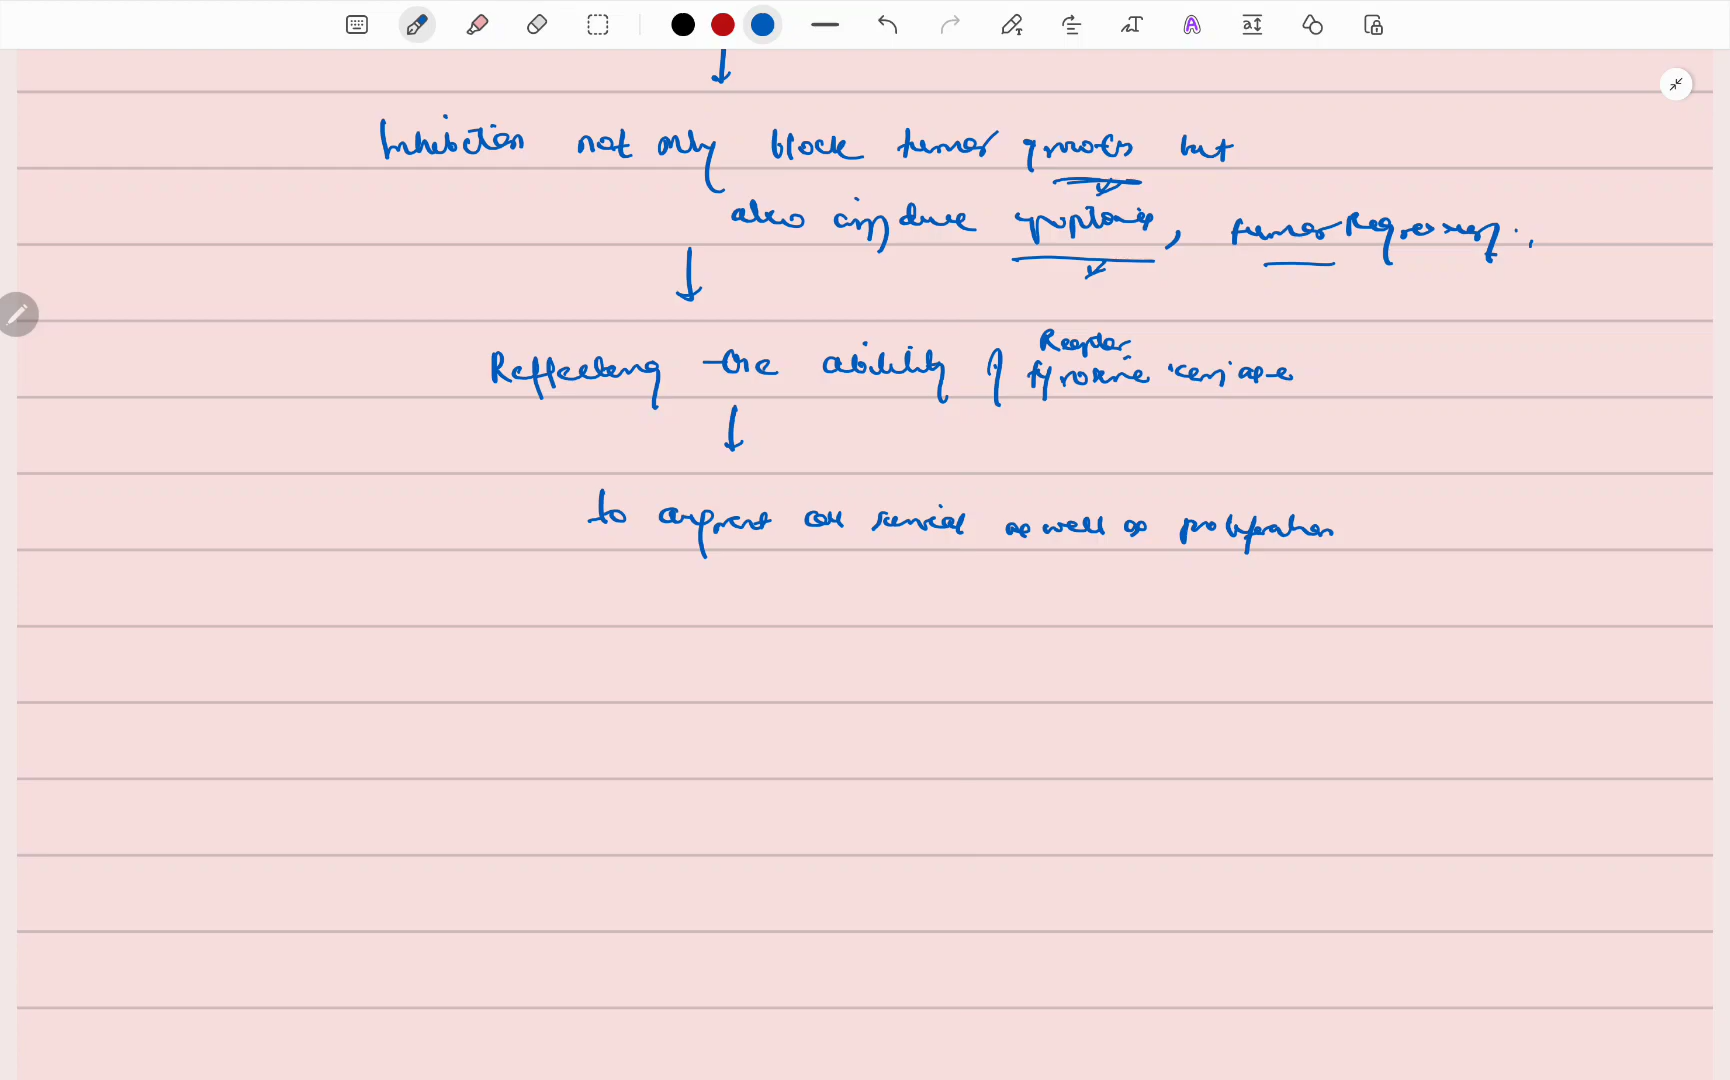 Inhibition not only block tumor growth but
also induce apoptosis, tumor Regression.
Receptor
Reflecting the ability of tyrosine kinase
to augment cell survival as well as proliferation